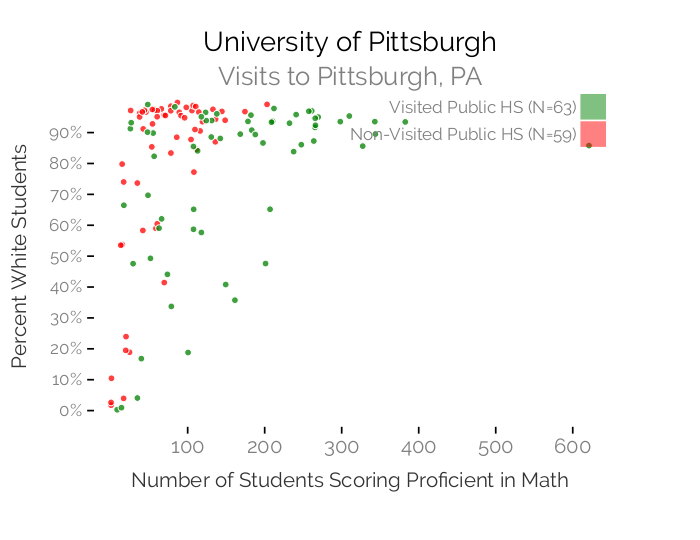 University of Pittsburgh
Visits to Pittsburgh, PA
Visited Public HS (N=63)
Non-Visited Public HS (N=59)
Percent White Students
90%
80%
70%
60%
50%
40%
30%
20%
10%
0%
100 200 300 400 500 600
Number of Students Scoring Proficient in Math